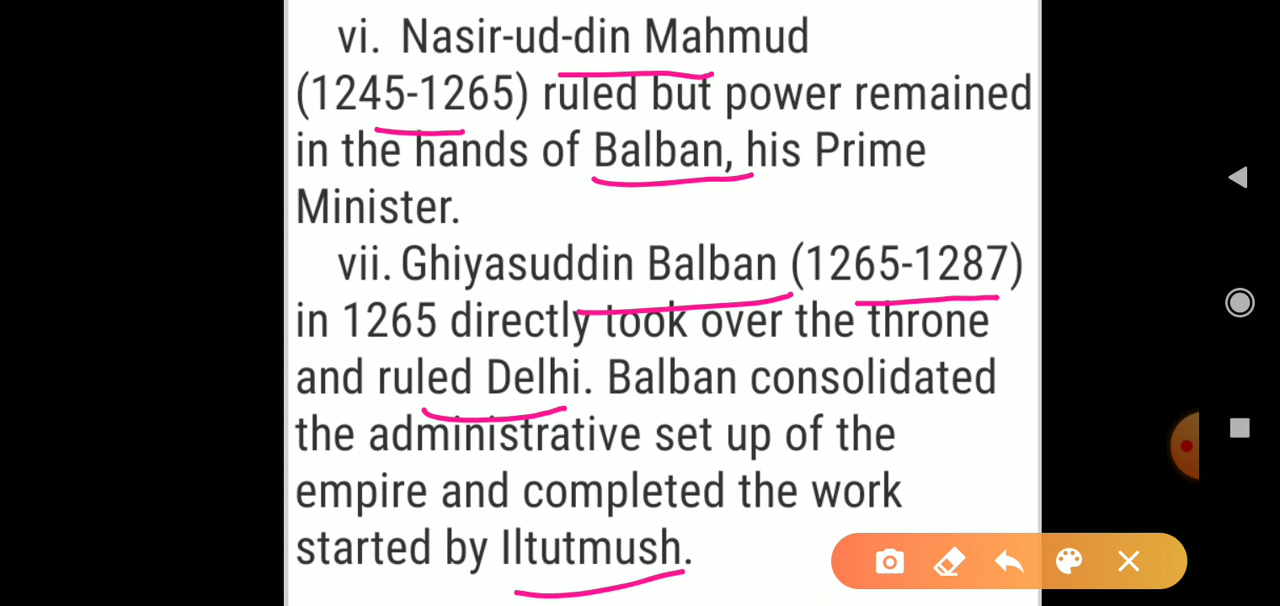 vi. Nasir-ud-din Mahmud
(1245-1265) ruled but power remained
in the hands of Balban, his Prime
Minister.
vii. Ghiyasuddin Balban (1265-1287)
in 1265 directly took over the throne
and ruled Delhi. Balban consolidated
the administrative set up of the
empire and completed the work
started by Iltutmush.